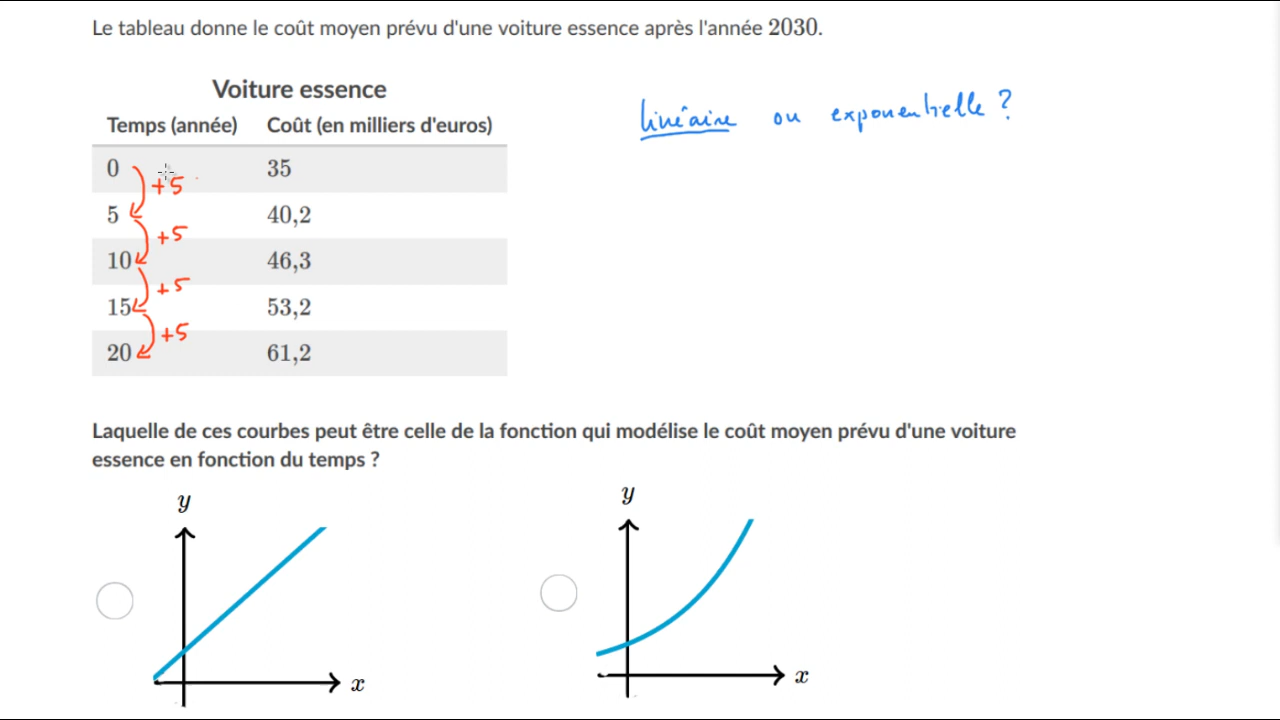 Le tableau donne le coût moyen prévu d'une voiture essence après l'année 2030.
Voiture essence
Temps (année) Coût (en milliers d'euros)
linéaire ou exponentielle ?
0 35
+5
5 40,2
+5
10 46,3
+5
15 53,2
+5
20 61,2
Laquelle de ces courbes peut être celle de la fonction qui modélise le coût moyen prévu d'une voiture
essence en fonction du temps ?
y y
x x